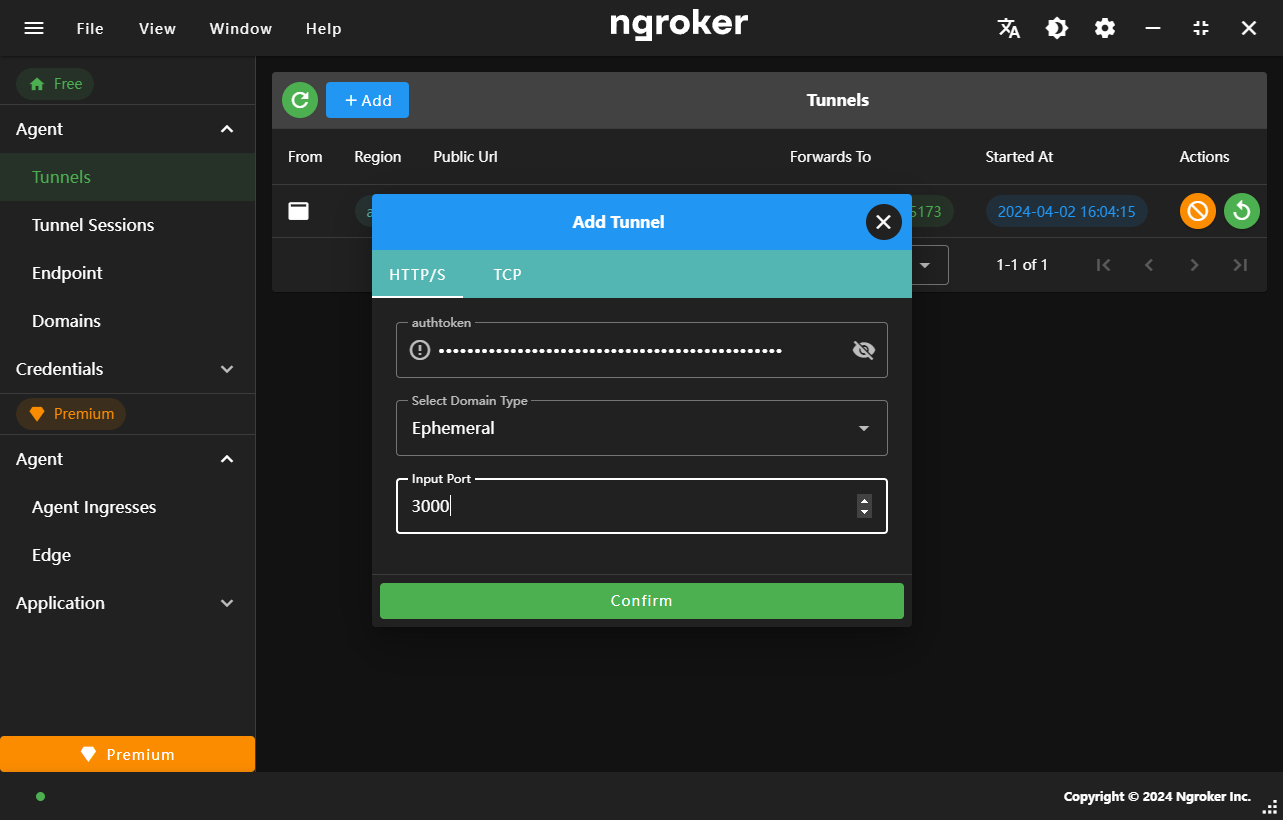 File View Window Help ngroker
Free
+ Add Tunnels
Agent
From Region Public Url Forwards To Started At Actions
Tunnels
5173 2024-04-02 16:04:15
Tunnel Sessions
Add Tunnel
1-1 of 1
HTTP/S TCP
Endpoint
Domains
authtoken
Credentials
Select Domain Type
Ephemeral
Premium
Agent
Input Port
3000
Agent Ingresses
Edge
Application
Confirm
Premium
Copyright © 2024 Ngroker Inc.